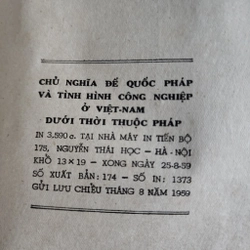 CHỦ NGHĨA ĐẾ QUỐC PHÁP
VÀ TÌNH HÌNH CÔNG NGHIỆP
Ở VIỆT-NAM
DƯỚI THỜI THUỘC PHÁP
IN 3.590c. TẠI NHÀ MÁY IN TIẾN BỘ
175, NGUYỄN THÁI HỌC — HÀ-NỘI
KHỔ 13 × 19 — XONG NGÀY 25-8-59
SỐ XUẤT BẢN: 174 — SỐ IN: 1373
GỬI LƯU CHIỂU THÁNG 8 NĂM 1959